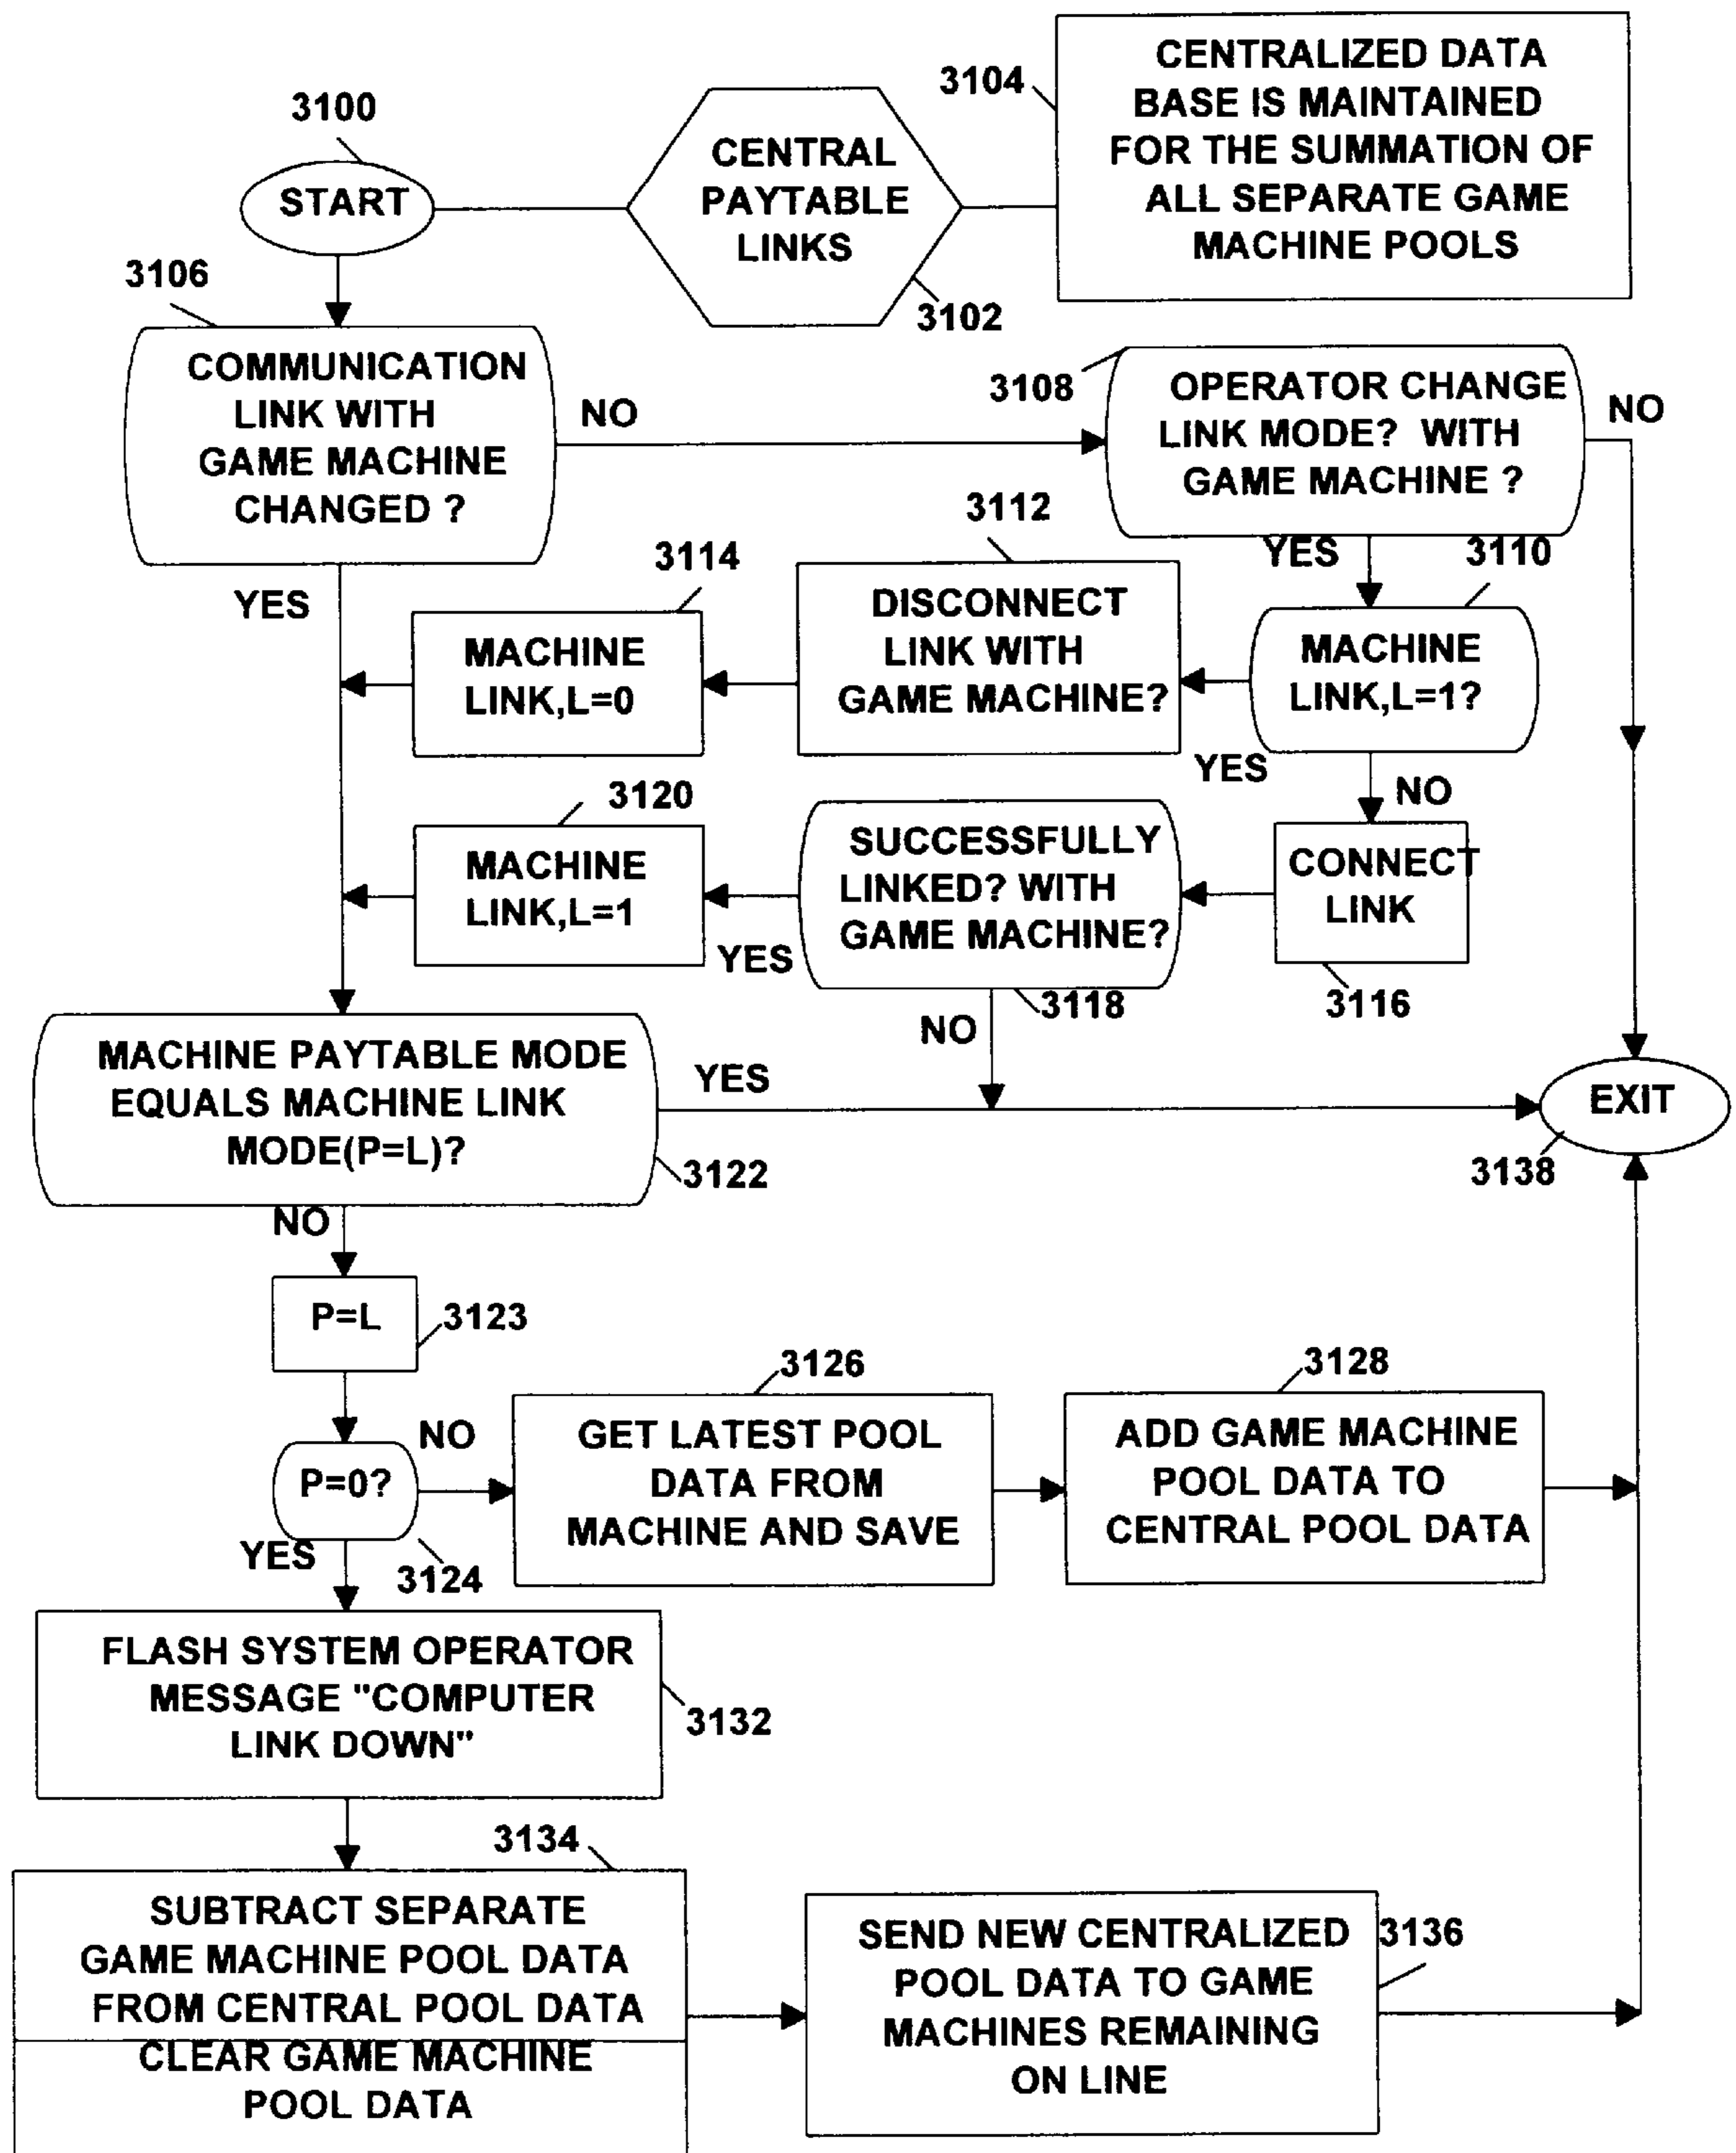 3100
START
CENTRAL
PAYTABLE
LINKS
3102
3104
CENTRALIZED DATA
BASE IS MAINTAINED
FOR THE SUMMATION OF
ALL SEPARATE GAME
MACHINE POOLS
3106
COMMUNICATION
LINK WITH
GAME MACHINE
CHANGED ?
NO
YES
3108
OPERATOR CHANGE
LINK MODE? WITH
GAME MACHINE ?
NO
YES
3110
MACHINE
LINK,L=1?
YES
NO
3112
DISCONNECT
LINK WITH
GAME MACHINE?
3114
MACHINE
LINK,L=0
CONNECT
LINK
3116
SUCCESSFULLY
LINKED? WITH
GAME MACHINE?
YES
3118
NO
3120
MACHINE
LINK,L=1
MACHINE PAYTABLE MODE
EQUALS MACHINE LINK
MODE(P=L)?
YES
3122
NO
EXIT
3138
P=L
3123
P=0?
NO
YES
3124
3126
GET LATEST POOL
DATA FROM
MACHINE AND SAVE
3128
ADD GAME MACHINE
POOL DATA TO
CENTRAL POOL DATA
FLASH SYSTEM OPERATOR
MESSAGE "COMPUTER
LINK DOWN"
3132
3134
SUBTRACT SEPARATE
GAME MACHINE POOL DATA
FROM CENTRAL POOL DATA
CLEAR GAME MACHINE
POOL DATA
SEND NEW CENTRALIZED
POOL DATA TO GAME
MACHINES REMAINING
ON LINE
3136